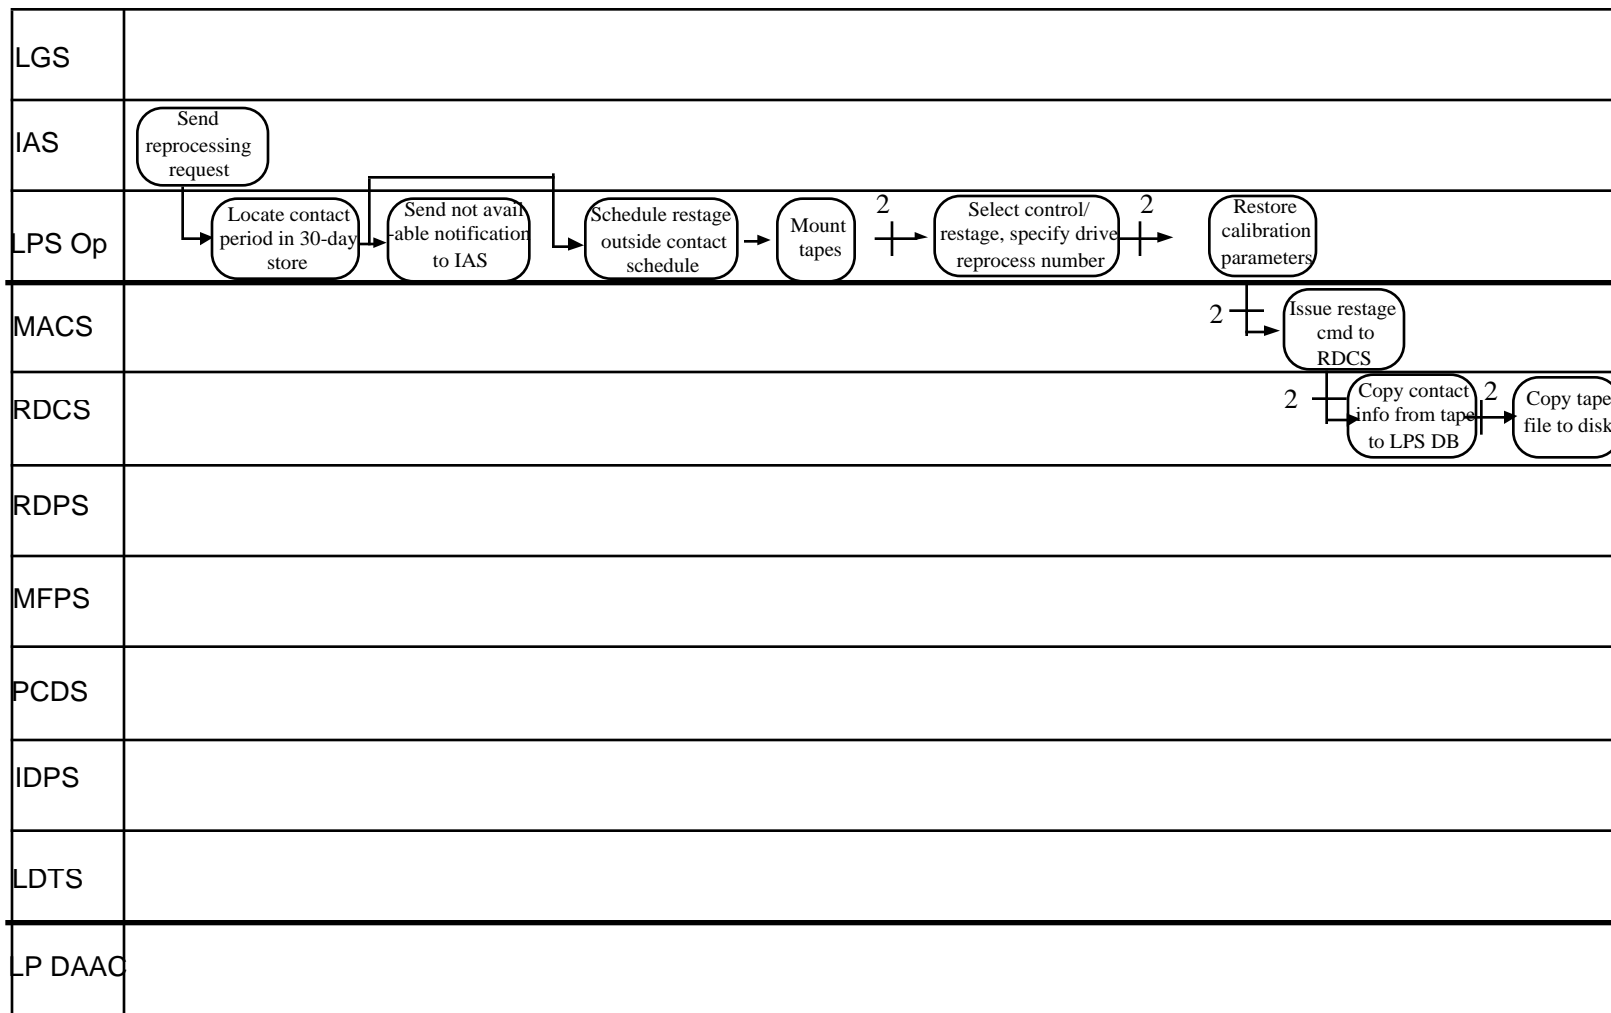 LGS
IAS
Send
reprocessing
request
LPS Op
Locate contact
period in 30-day
store
Send not avail
-able notification
to IAS
Schedule restage
outside contact
schedule
Mount
tapes
2
Select control/
restage, specify drive
reprocess number
2
Restore
calibration
parameters
MACS
2
Issue restage
cmd to
RDCS
RDCS
2
Copy contact
info from tape
to LPS DB
2
Copy tape
file to disk
RDPS
MFPS
PCDS
IDPS
LDTS
LP DAAC